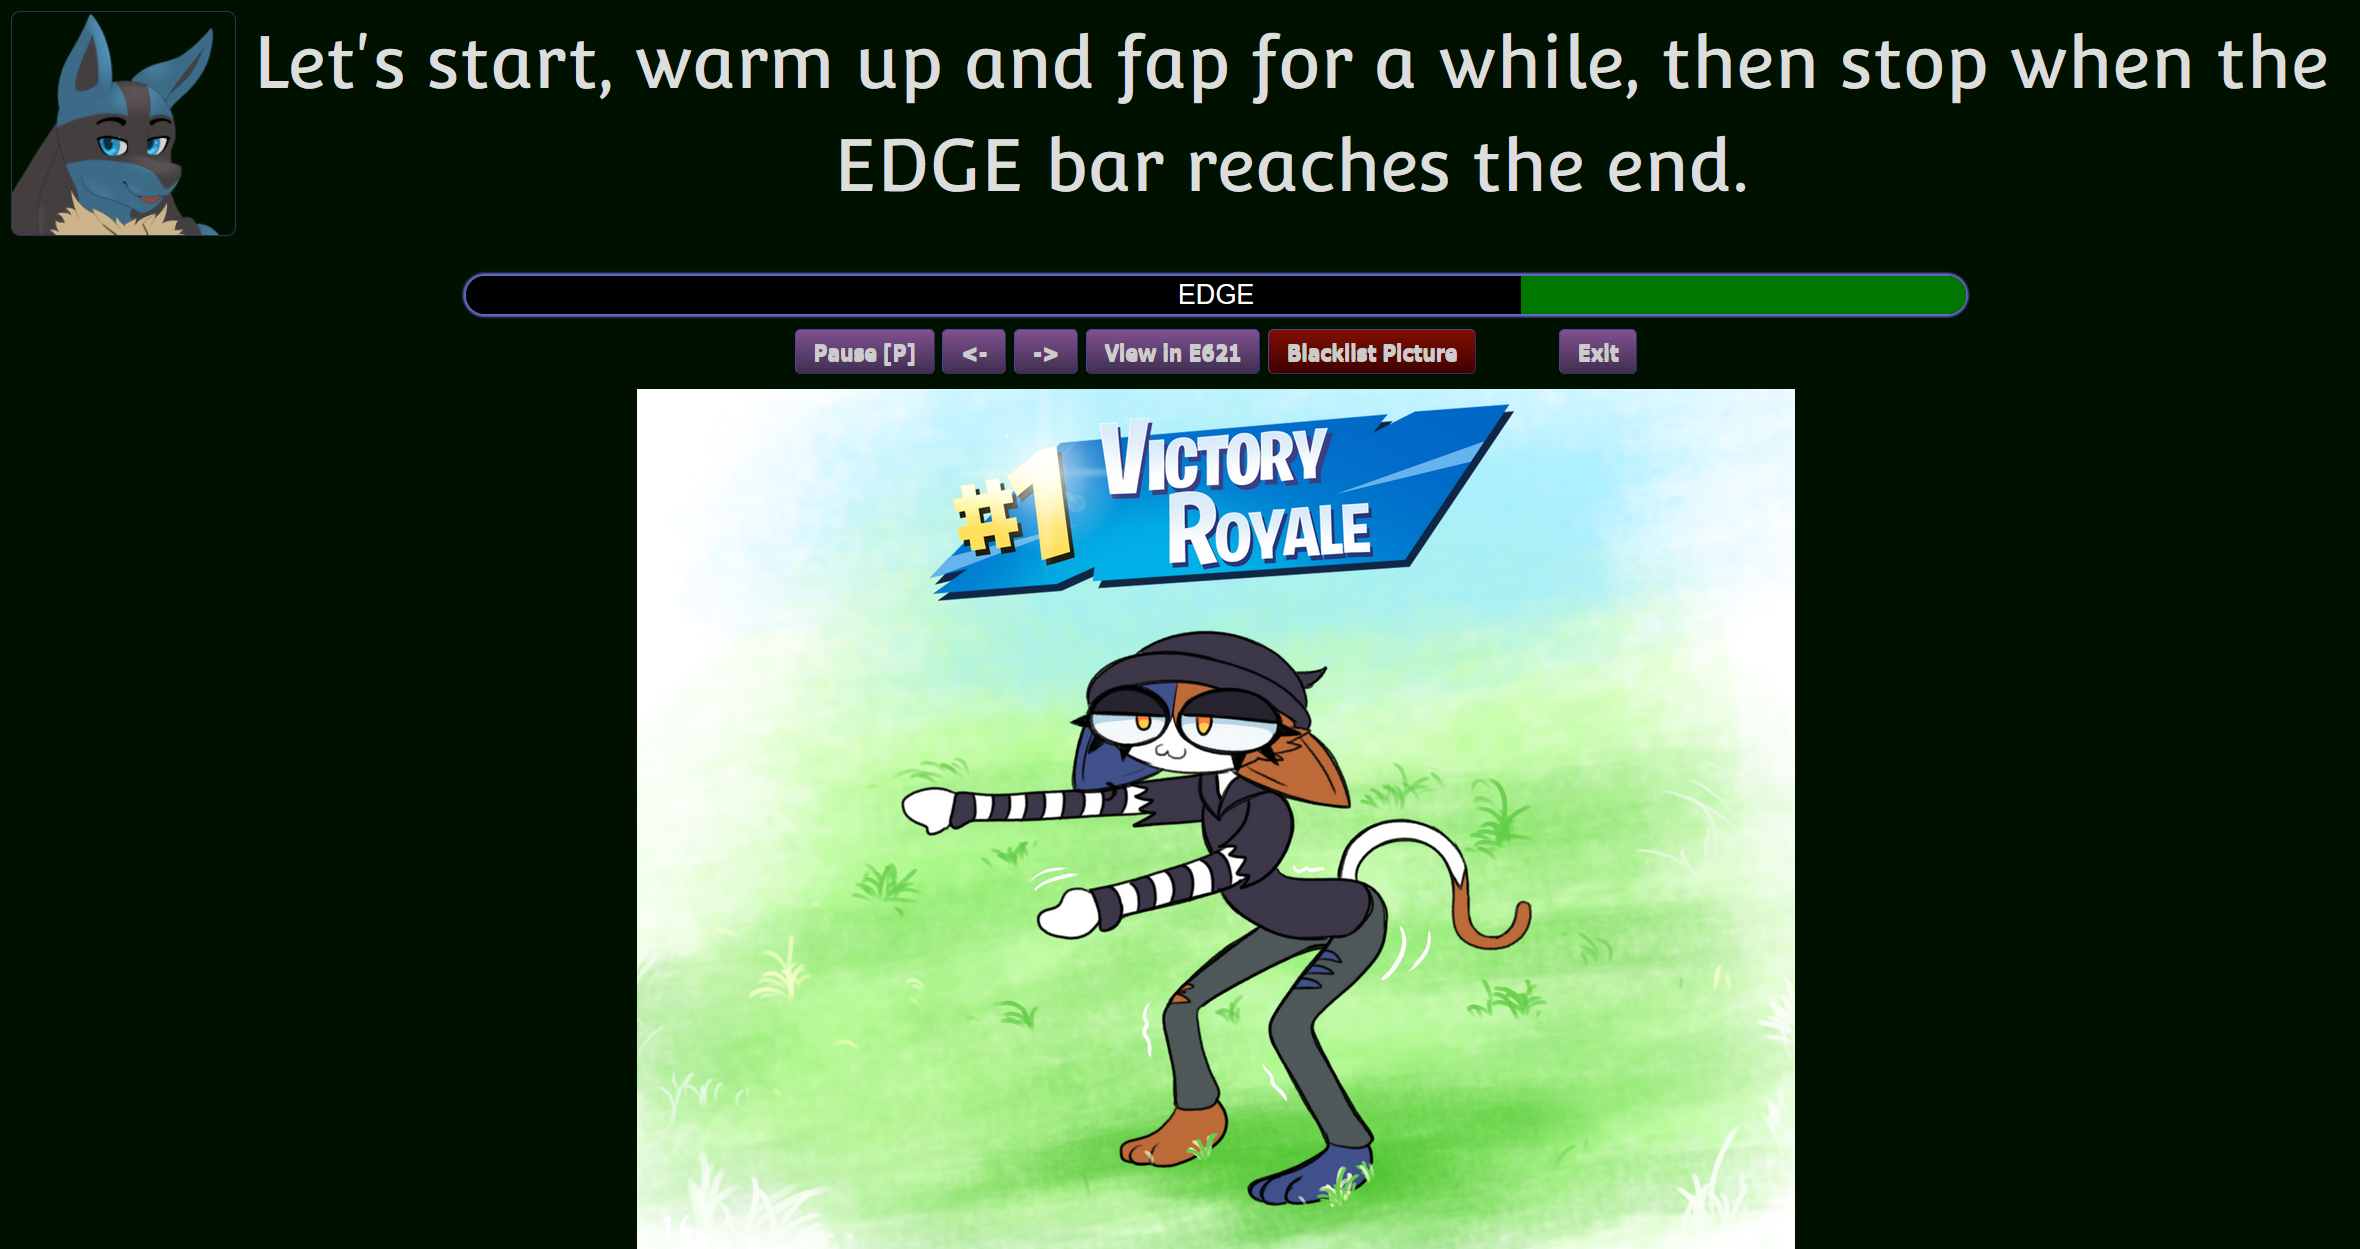 Let's start, warm up and fap for a while, then stop when the
EDGE bar reaches the end.
EDGE
Pause [P] <- -> View in E621 Blacklist Picture Exit
#1 VICTORY
ROYALE
16